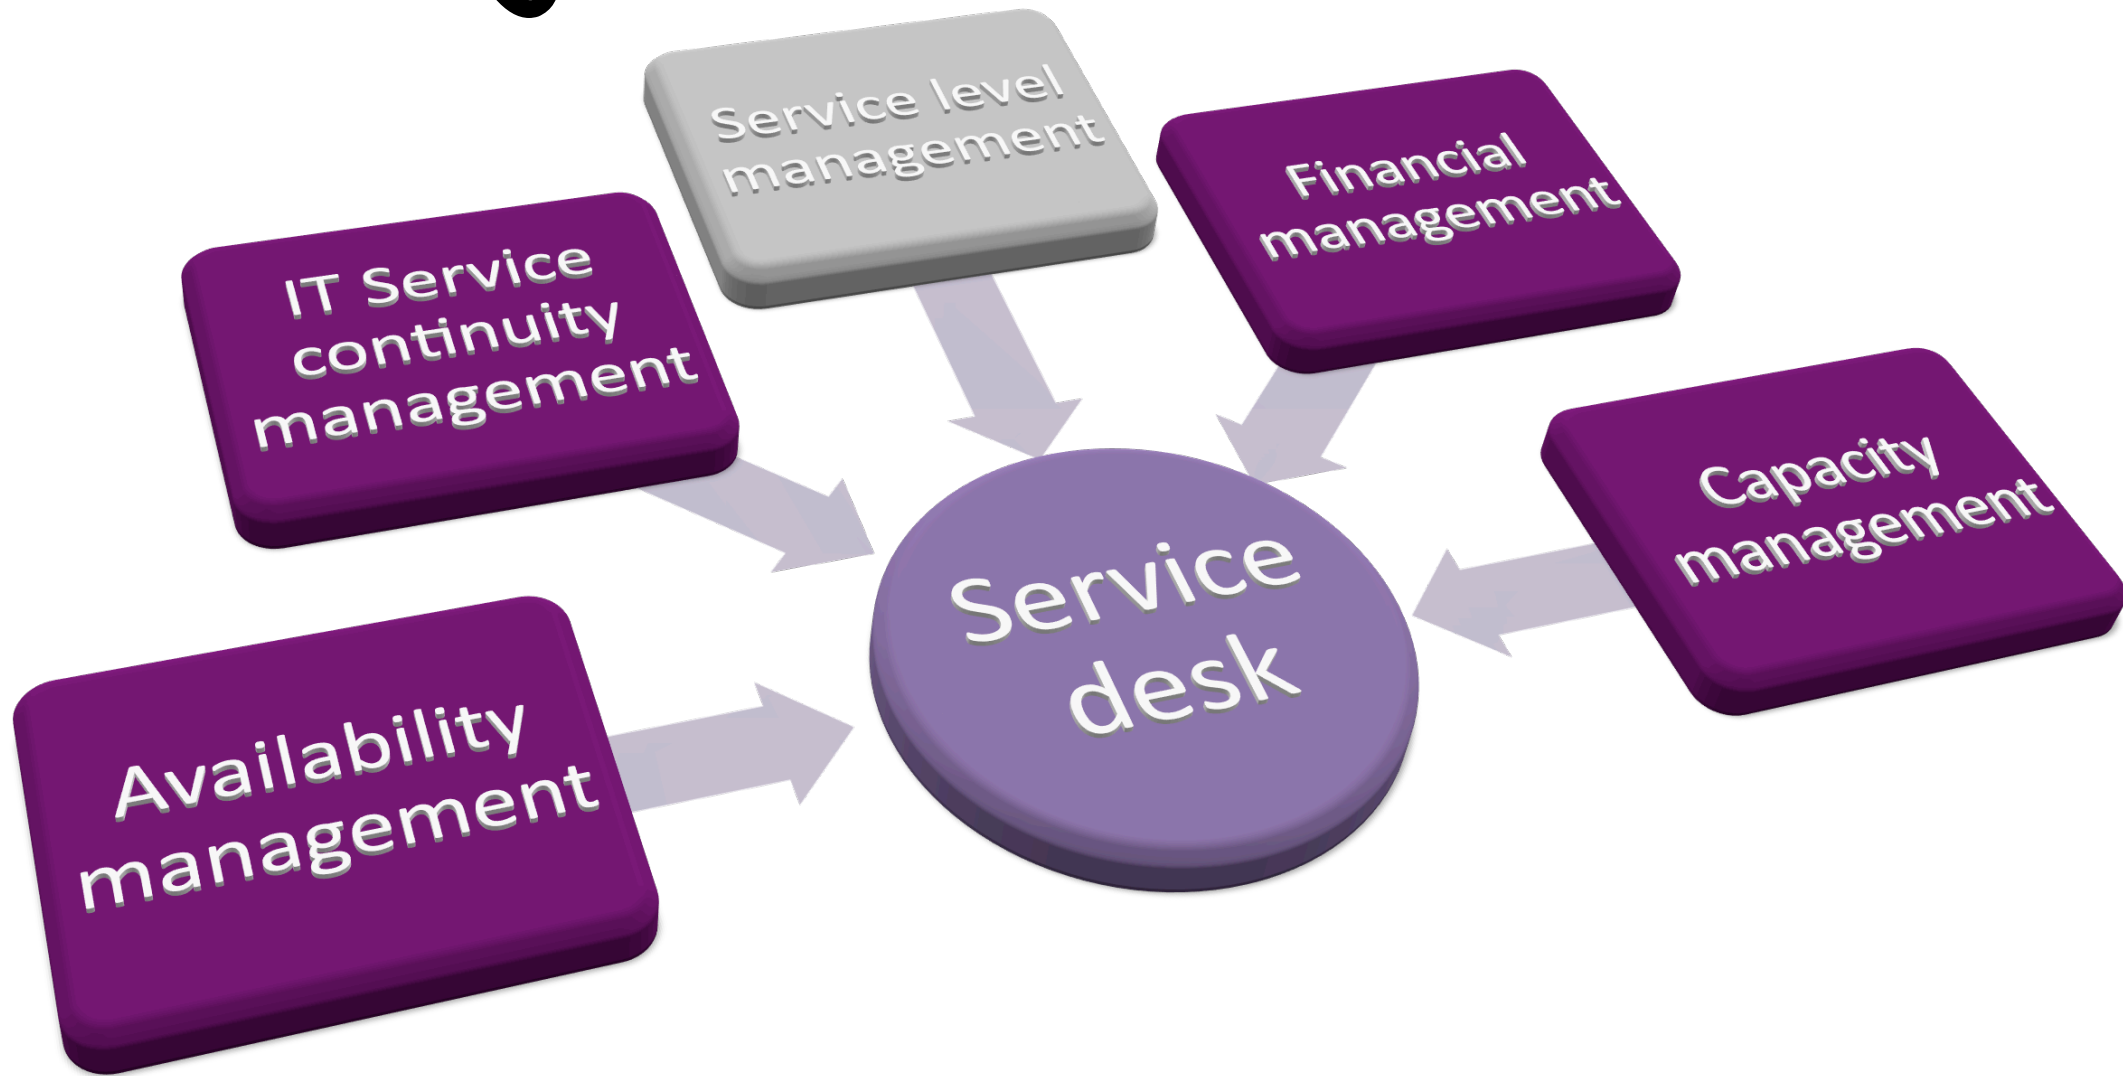 Service level
management
Financial
management
IT Service
continuity
management
Capacity
management
Service
desk
Availability
management